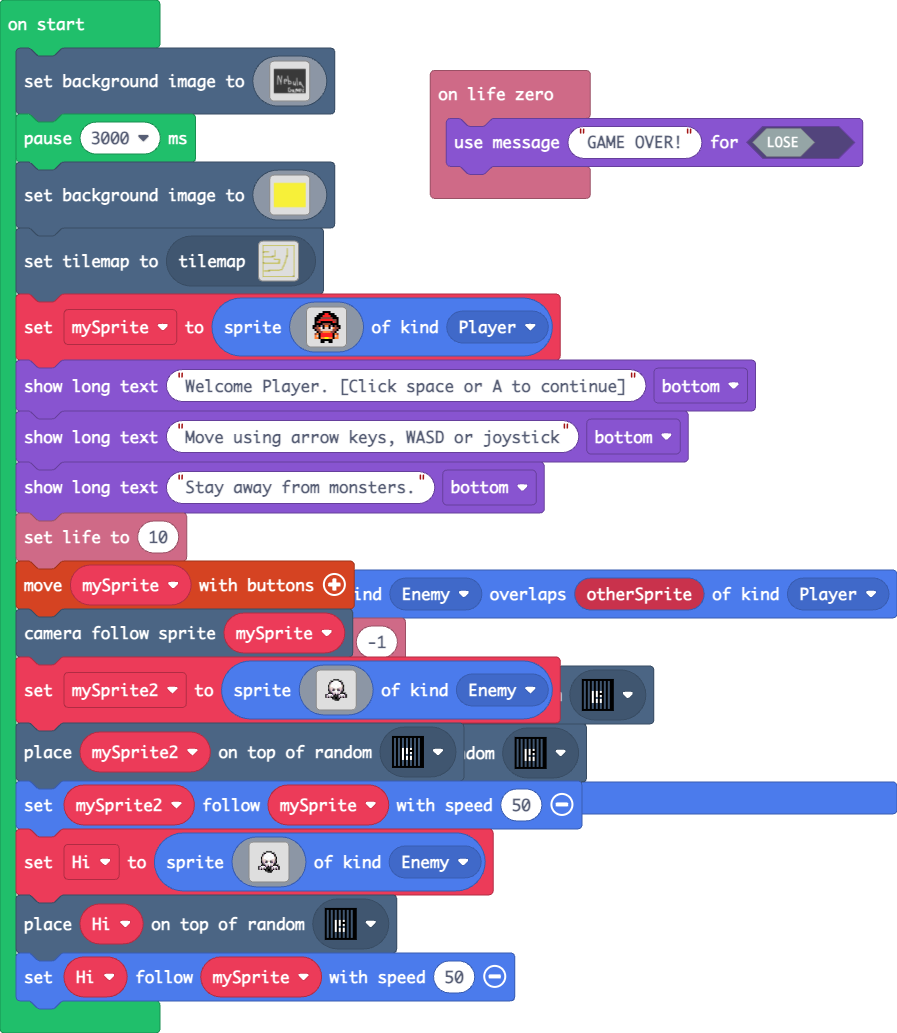 on start
set background image to Nebula Games
on life zero
pause 3000 ms
use message "GAME OVER!" for LOSE
set background image to
set tilemap to tilemap
set mySprite to sprite of kind Player
show long text "Welcome Player. [Click space or A to continue]" bottom
show long text "Move using arrow keys, WASD or joystick" bottom
show long text "Stay away from monsters." bottom
set life to 10
move mySprite with buttons
ind Enemy overlaps otherSprite of kind Player
camera follow sprite mySprite -1
set mySprite2 to sprite of kind Enemy Hi
place mySprite2 on top of random Hi dom Hi
set mySprite2 follow mySprite with speed 50
set Hi to sprite of kind Enemy
place Hi on top of random Hi
set Hi follow mySprite with speed 50